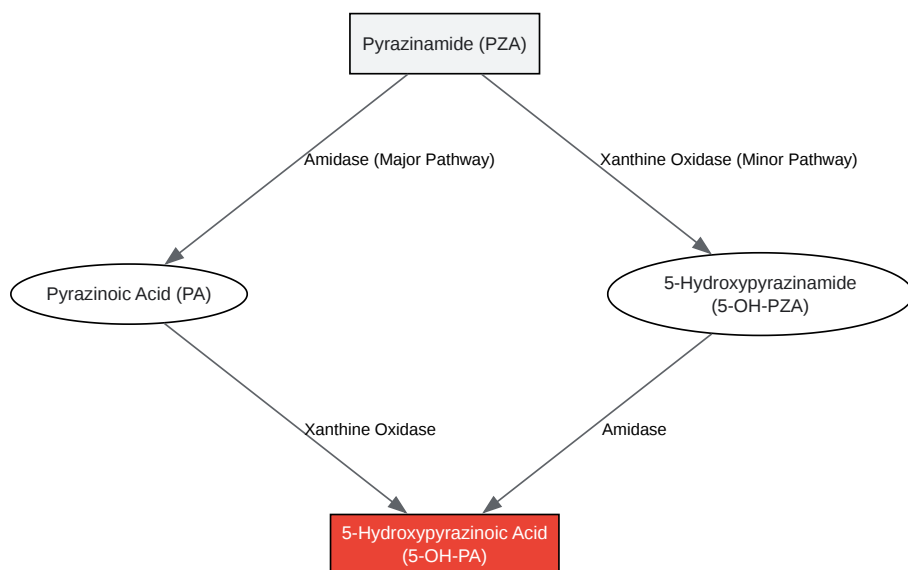 Pyrazinamide (PZA)
Amidase (Major Pathway)
Xanthine Oxidase (Minor Pathway)
Pyrazinoic Acid (PA)
5-Hydroxypyrazinamide
(5-OH-PZA)
Xanthine Oxidase
Amidase
5-Hydroxypyrazinoic Acid
(5-OH-PA)